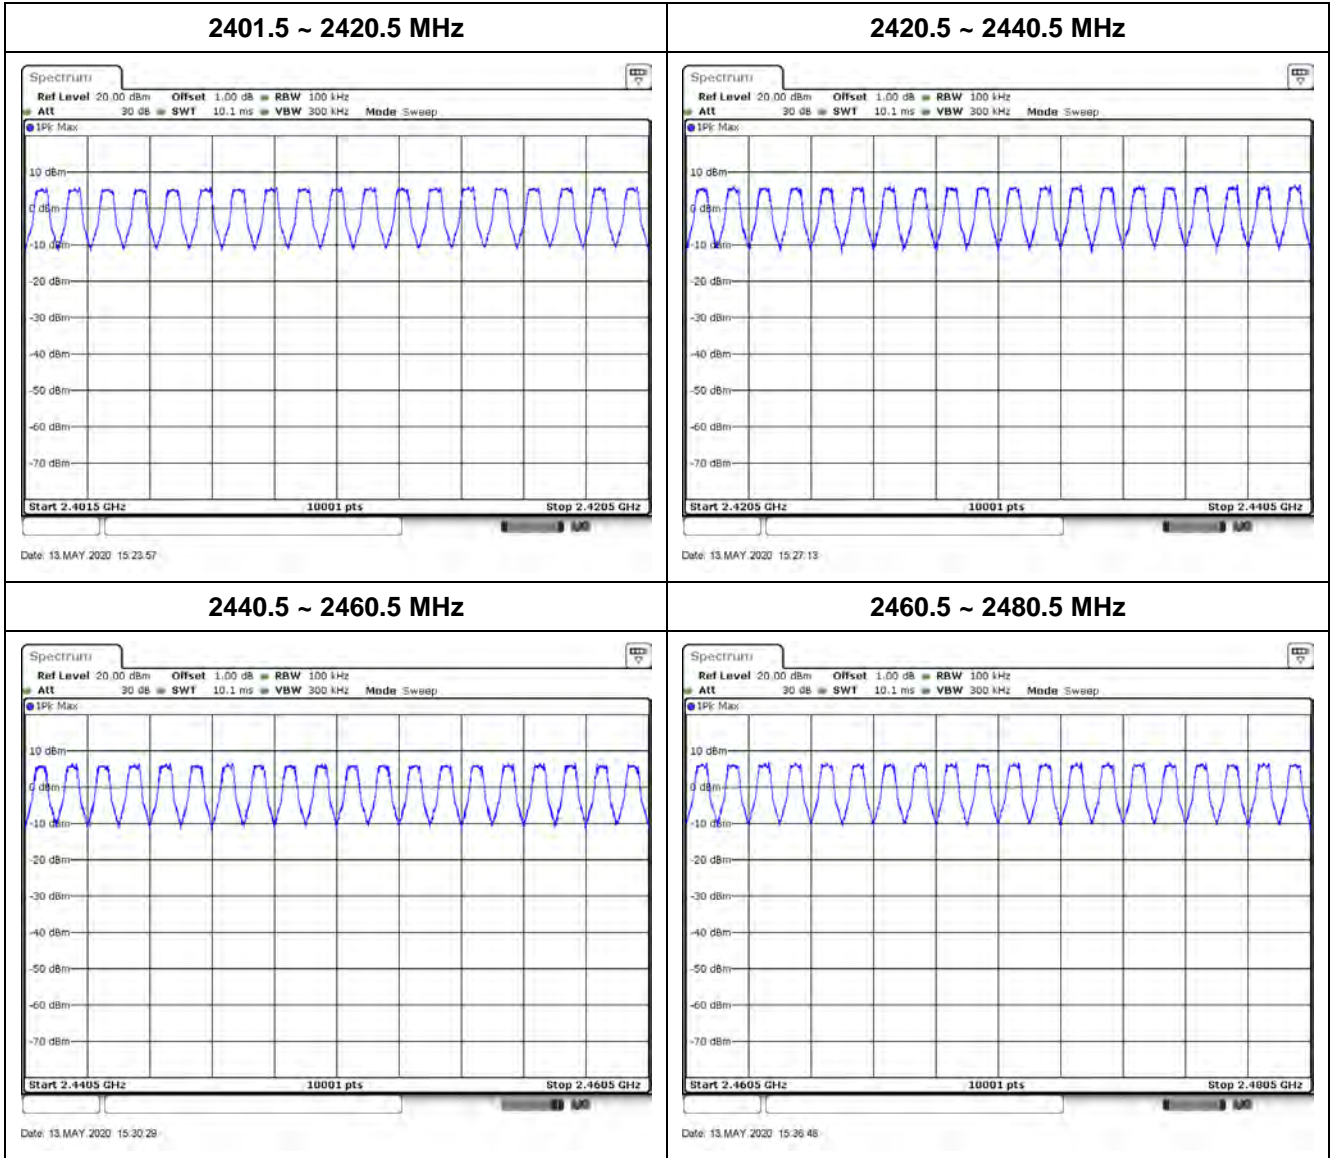 2401.5 ~ 2420.5 MHz
2420.5 ~ 2440.5 MHz
Spectrum
Ref Level 20.00 dBm Offset 1.00 dB RBW 100 kHz
Att 30 dB SWT 10.1 ms VBW 300 kHz Mode Sweep
1Pk Max
10 dBm
0 dBm
-10 dBm
-20 dBm
-30 dBm
-40 dBm
-50 dBm
-60 dBm
-70 dBm
Start 2.4015 GHz 10001 pts Stop 2.4205 GHz
Date: 13.MAY.2020 15:23:57
Spectrum
Ref Level 20.00 dBm Offset 1.00 dB RBW 100 kHz
Att 30 dB SWT 10.1 ms VBW 300 kHz Mode Sweep
1Pk Max
10 dBm
0 dBm
-10 dBm
-20 dBm
-30 dBm
-40 dBm
-50 dBm
-60 dBm
-70 dBm
Start 2.4205 GHz 10001 pts Stop 2.4405 GHz
Date: 13.MAY.2020 15:27:13
2440.5 ~ 2460.5 MHz
2460.5 ~ 2480.5 MHz
Spectrum
Ref Level 20.00 dBm Offset 1.00 dB RBW 100 kHz
Att 30 dB SWT 10.1 ms VBW 300 kHz Mode Sweep
1Pk Max
10 dBm
0 dBm
-10 dBm
-20 dBm
-30 dBm
-40 dBm
-50 dBm
-60 dBm
-70 dBm
Start 2.4405 GHz 10001 pts Stop 2.4605 GHz
Date: 13.MAY.2020 15:30:29
Spectrum
Ref Level 20.00 dBm Offset 1.00 dB RBW 100 kHz
Att 30 dB SWT 10.1 ms VBW 300 kHz Mode Sweep
1Pk Max
10 dBm
0 dBm
-10 dBm
-20 dBm
-30 dBm
-40 dBm
-50 dBm
-60 dBm
-70 dBm
Start 2.4605 GHz 10001 pts Stop 2.4805 GHz
Date: 13.MAY.2020 15:36:48